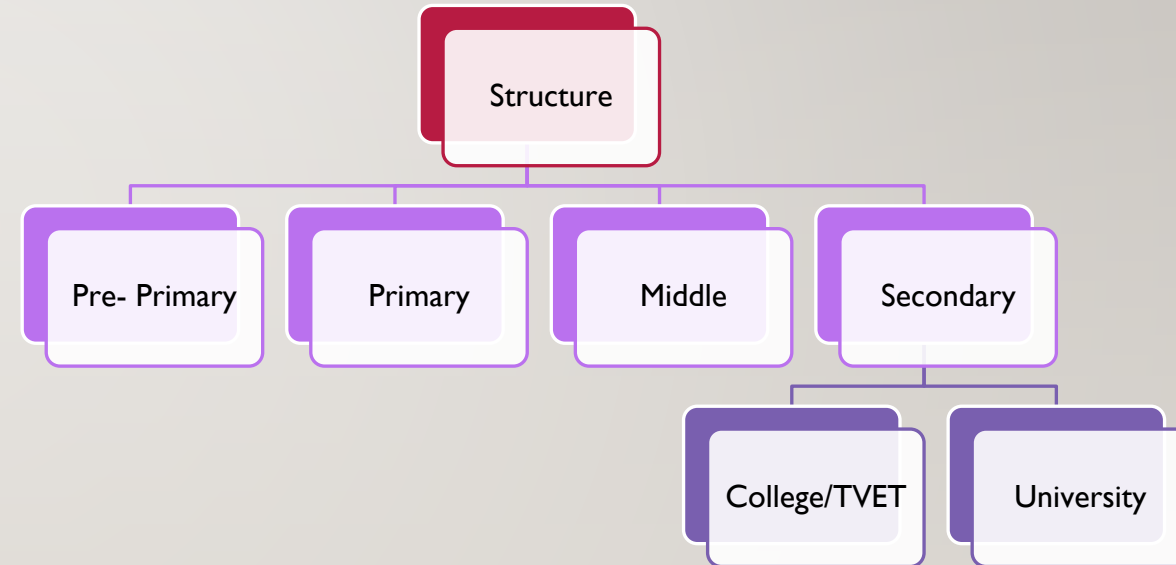 Structure
Pre- Primary
Primary
Middle
Secondary
College/TVET
University